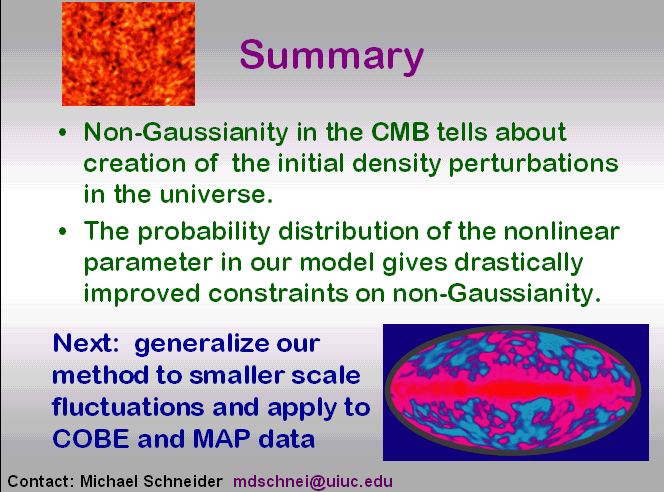 Summary
• Non-Gaussianity in the CMB tells about
creation of  the initial density perturbations
in the universe.
• The probability distribution of the nonlinear
parameter in our model gives drastically
improved constraints on non-Gaussianity.
Next:  generalize our
method to smaller scale
fluctuations and apply to
COBE and MAP data
Contact: Michael Schneider  mdschnei@uiuc.edu